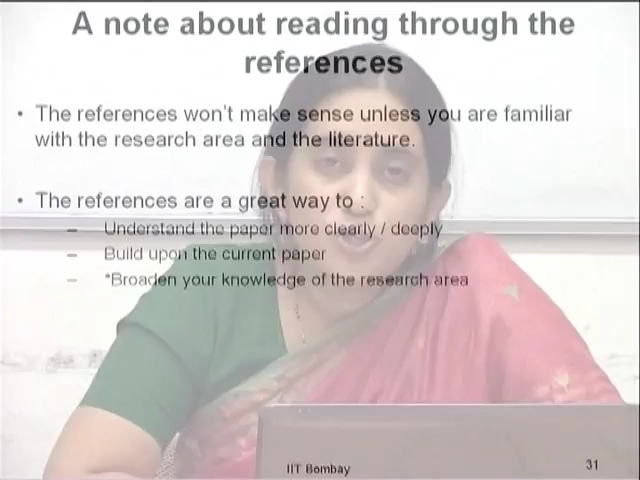 A note about reading through the
references
• The references won't make sense unless you are familiar
with the research area and the literature.
• The references are a great way to :
– Understand the paper more clearly / deeply
– Build upon the current paper
– *Broaden your knowledge of the research area
IIT Bombay
31